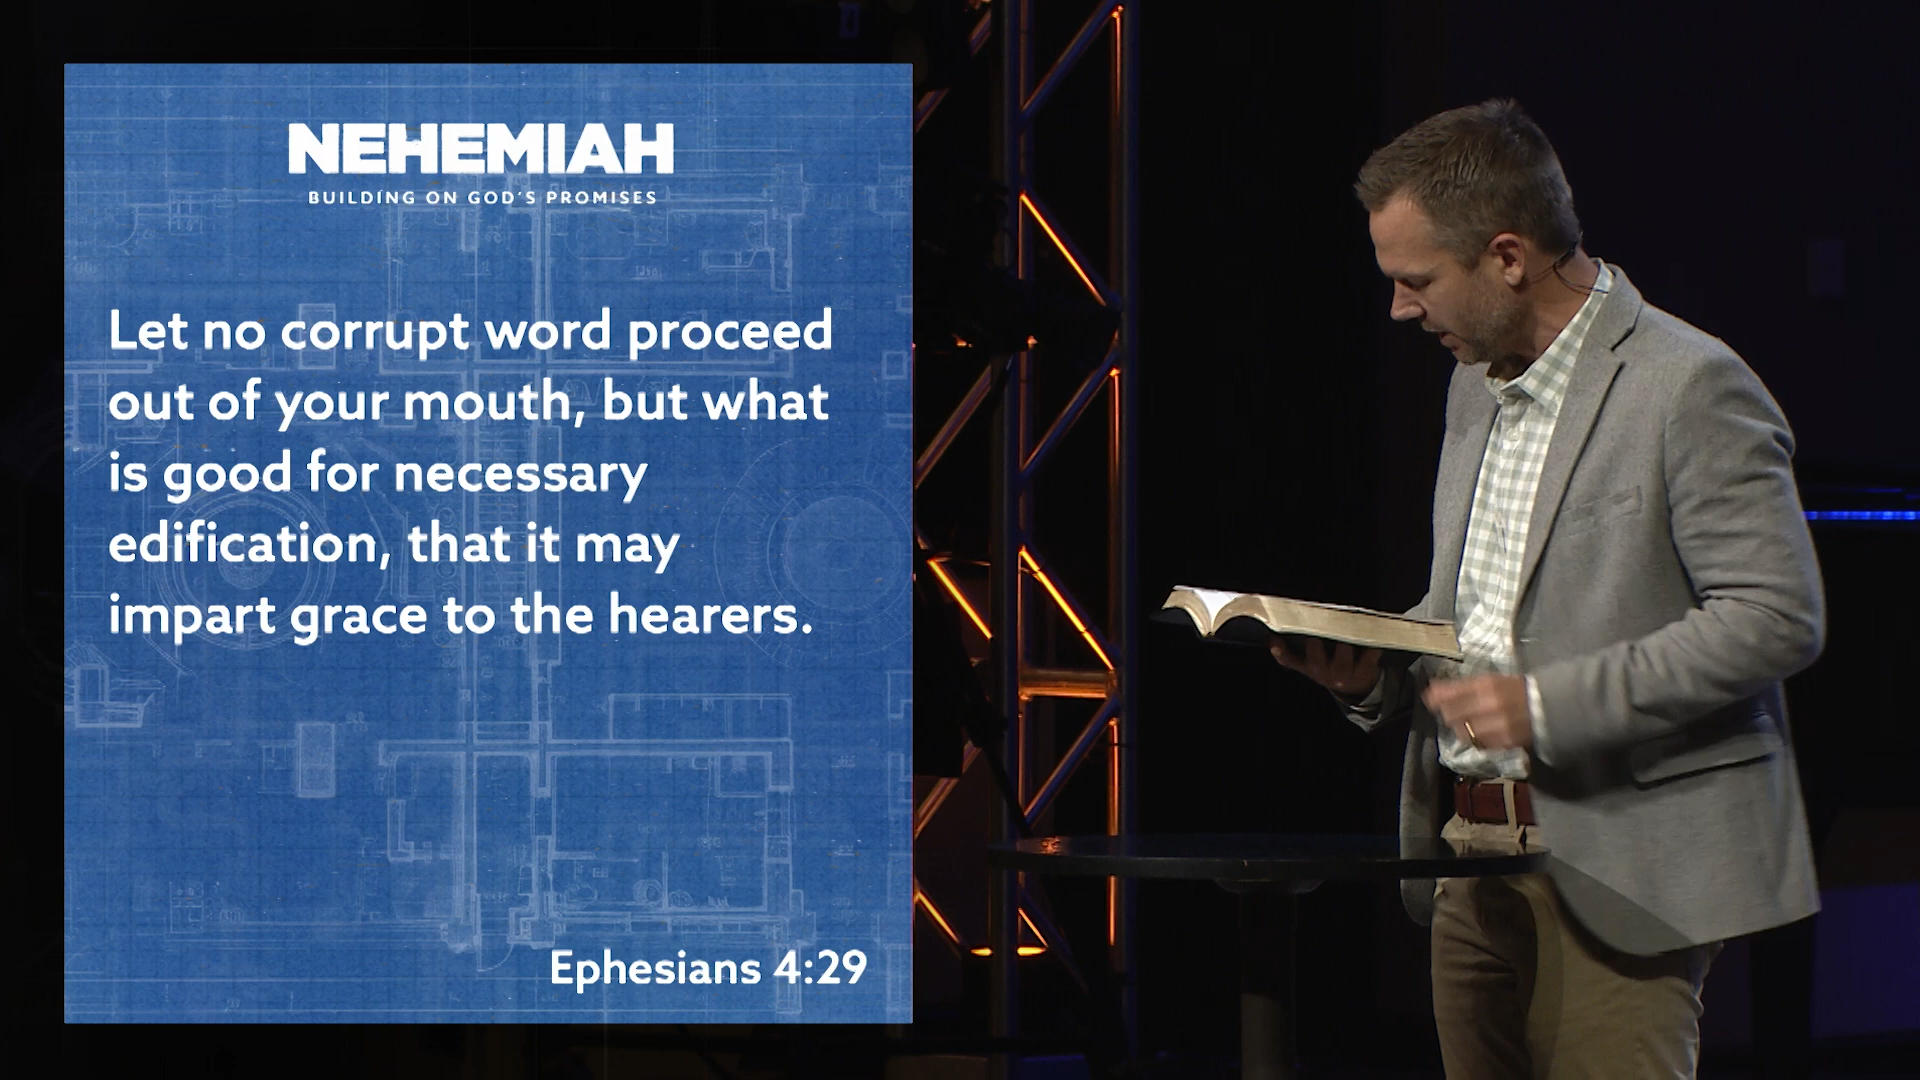 NEHEMIAH
BUILDING ON GOD'S PROMISES
Let no corrupt word proceed
out of your mouth, but what
is good for necessary
edification, that it may
impart grace to the hearers.
Ephesians 4:29